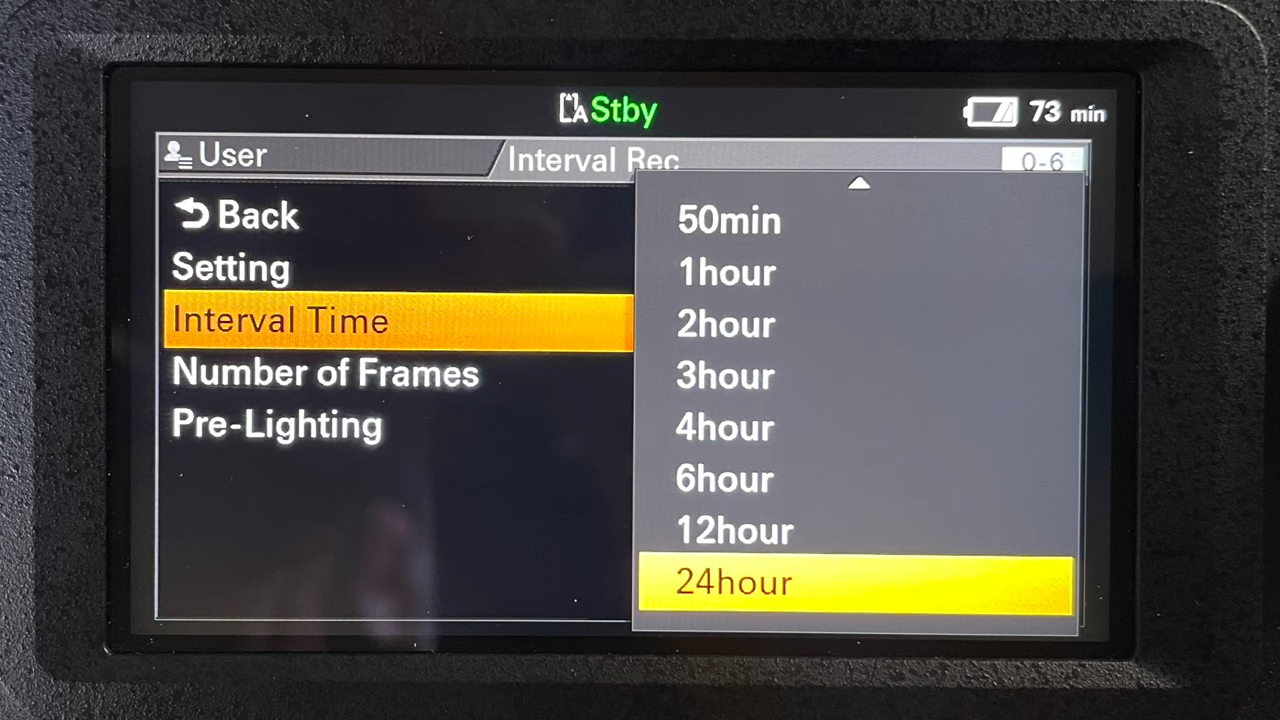 A Stby
73 min
User
Interval Rec
0-6
Back
Setting
Interval Time
Number of Frames
Pre-Lighting
50min
1hour
2hour
3hour
4hour
6hour
12hour
24hour